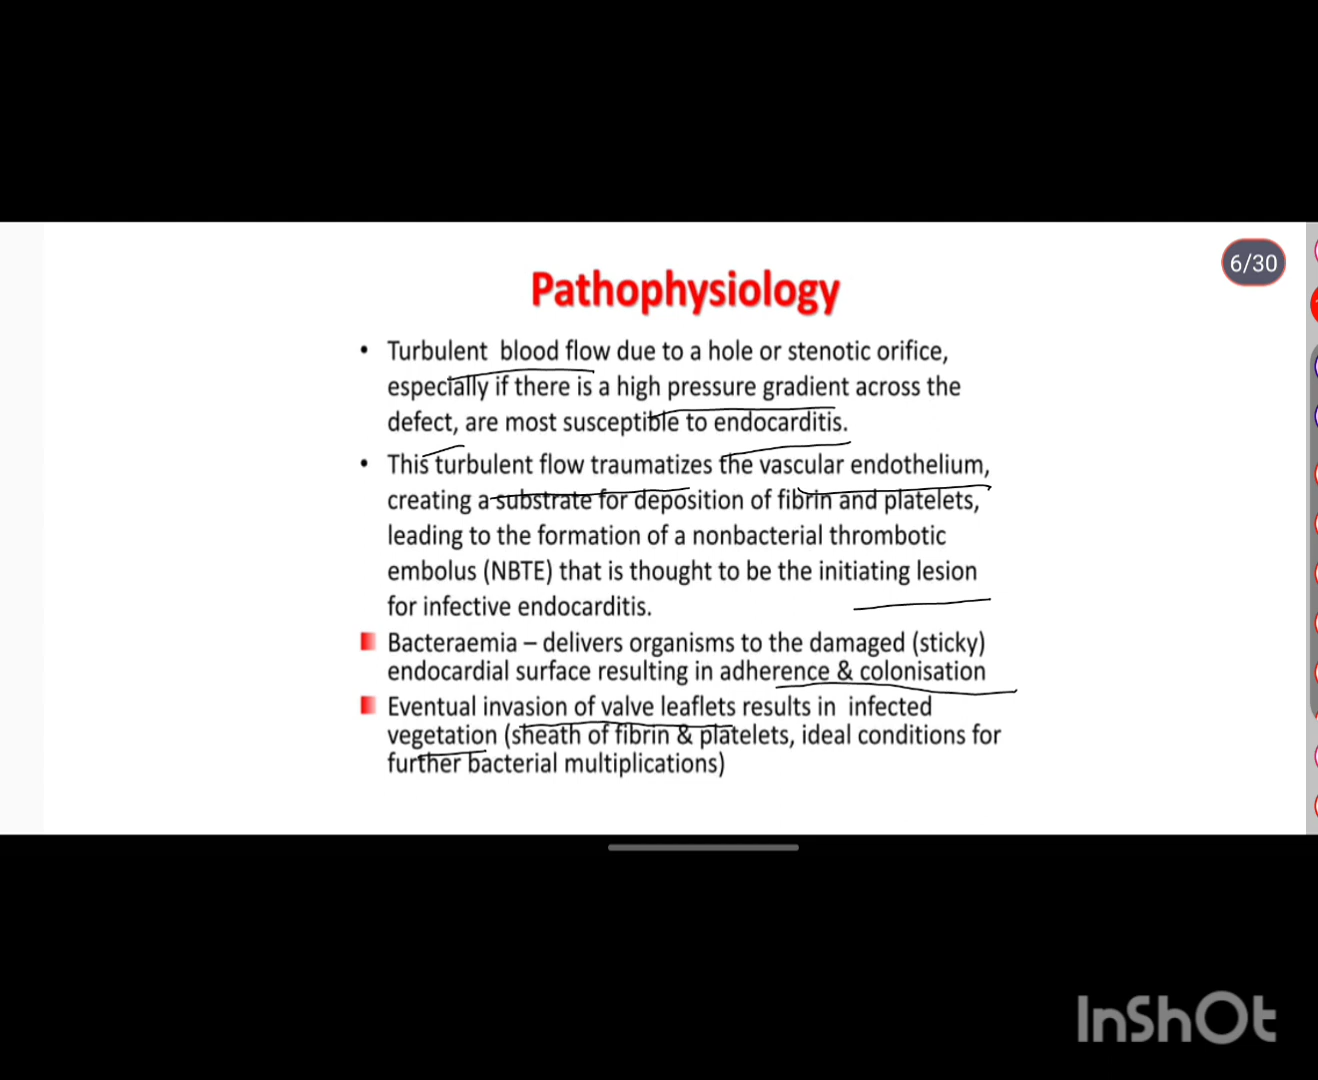 6/30
Pathophysiology
• Turbulent blood flow due to a hole or stenotic orifice,
especially if there is a high pressure gradient across the
defect, are most susceptible to endocarditis.
• This turbulent flow traumatizes the vascular endothelium,
creating a substrate for deposition of fibrin and platelets,
leading to the formation of a nonbacterial thrombotic
embolus (NBTE) that is thought to be the initiating lesion
for infective endocarditis.
Bacteraemia – delivers organisms to the damaged (sticky)
endocardial surface resulting in adherence & colonisation
Eventual invasion of valve leaflets results in infected
vegetation (sheath of fibrin & platelets, ideal conditions for
further bacterial multiplications)
InShOt